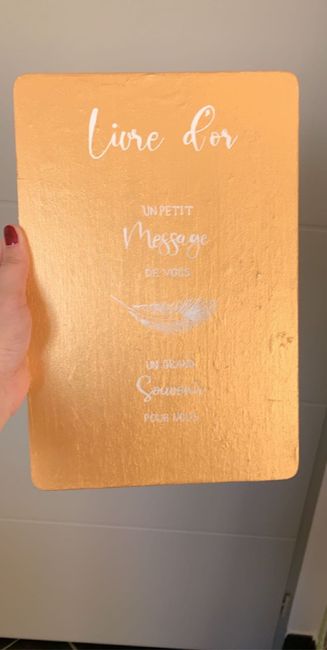 Livre d'or
UN PETIT
Message
DE VOUS
UN GRAND
Souvenir
POUR NOUS